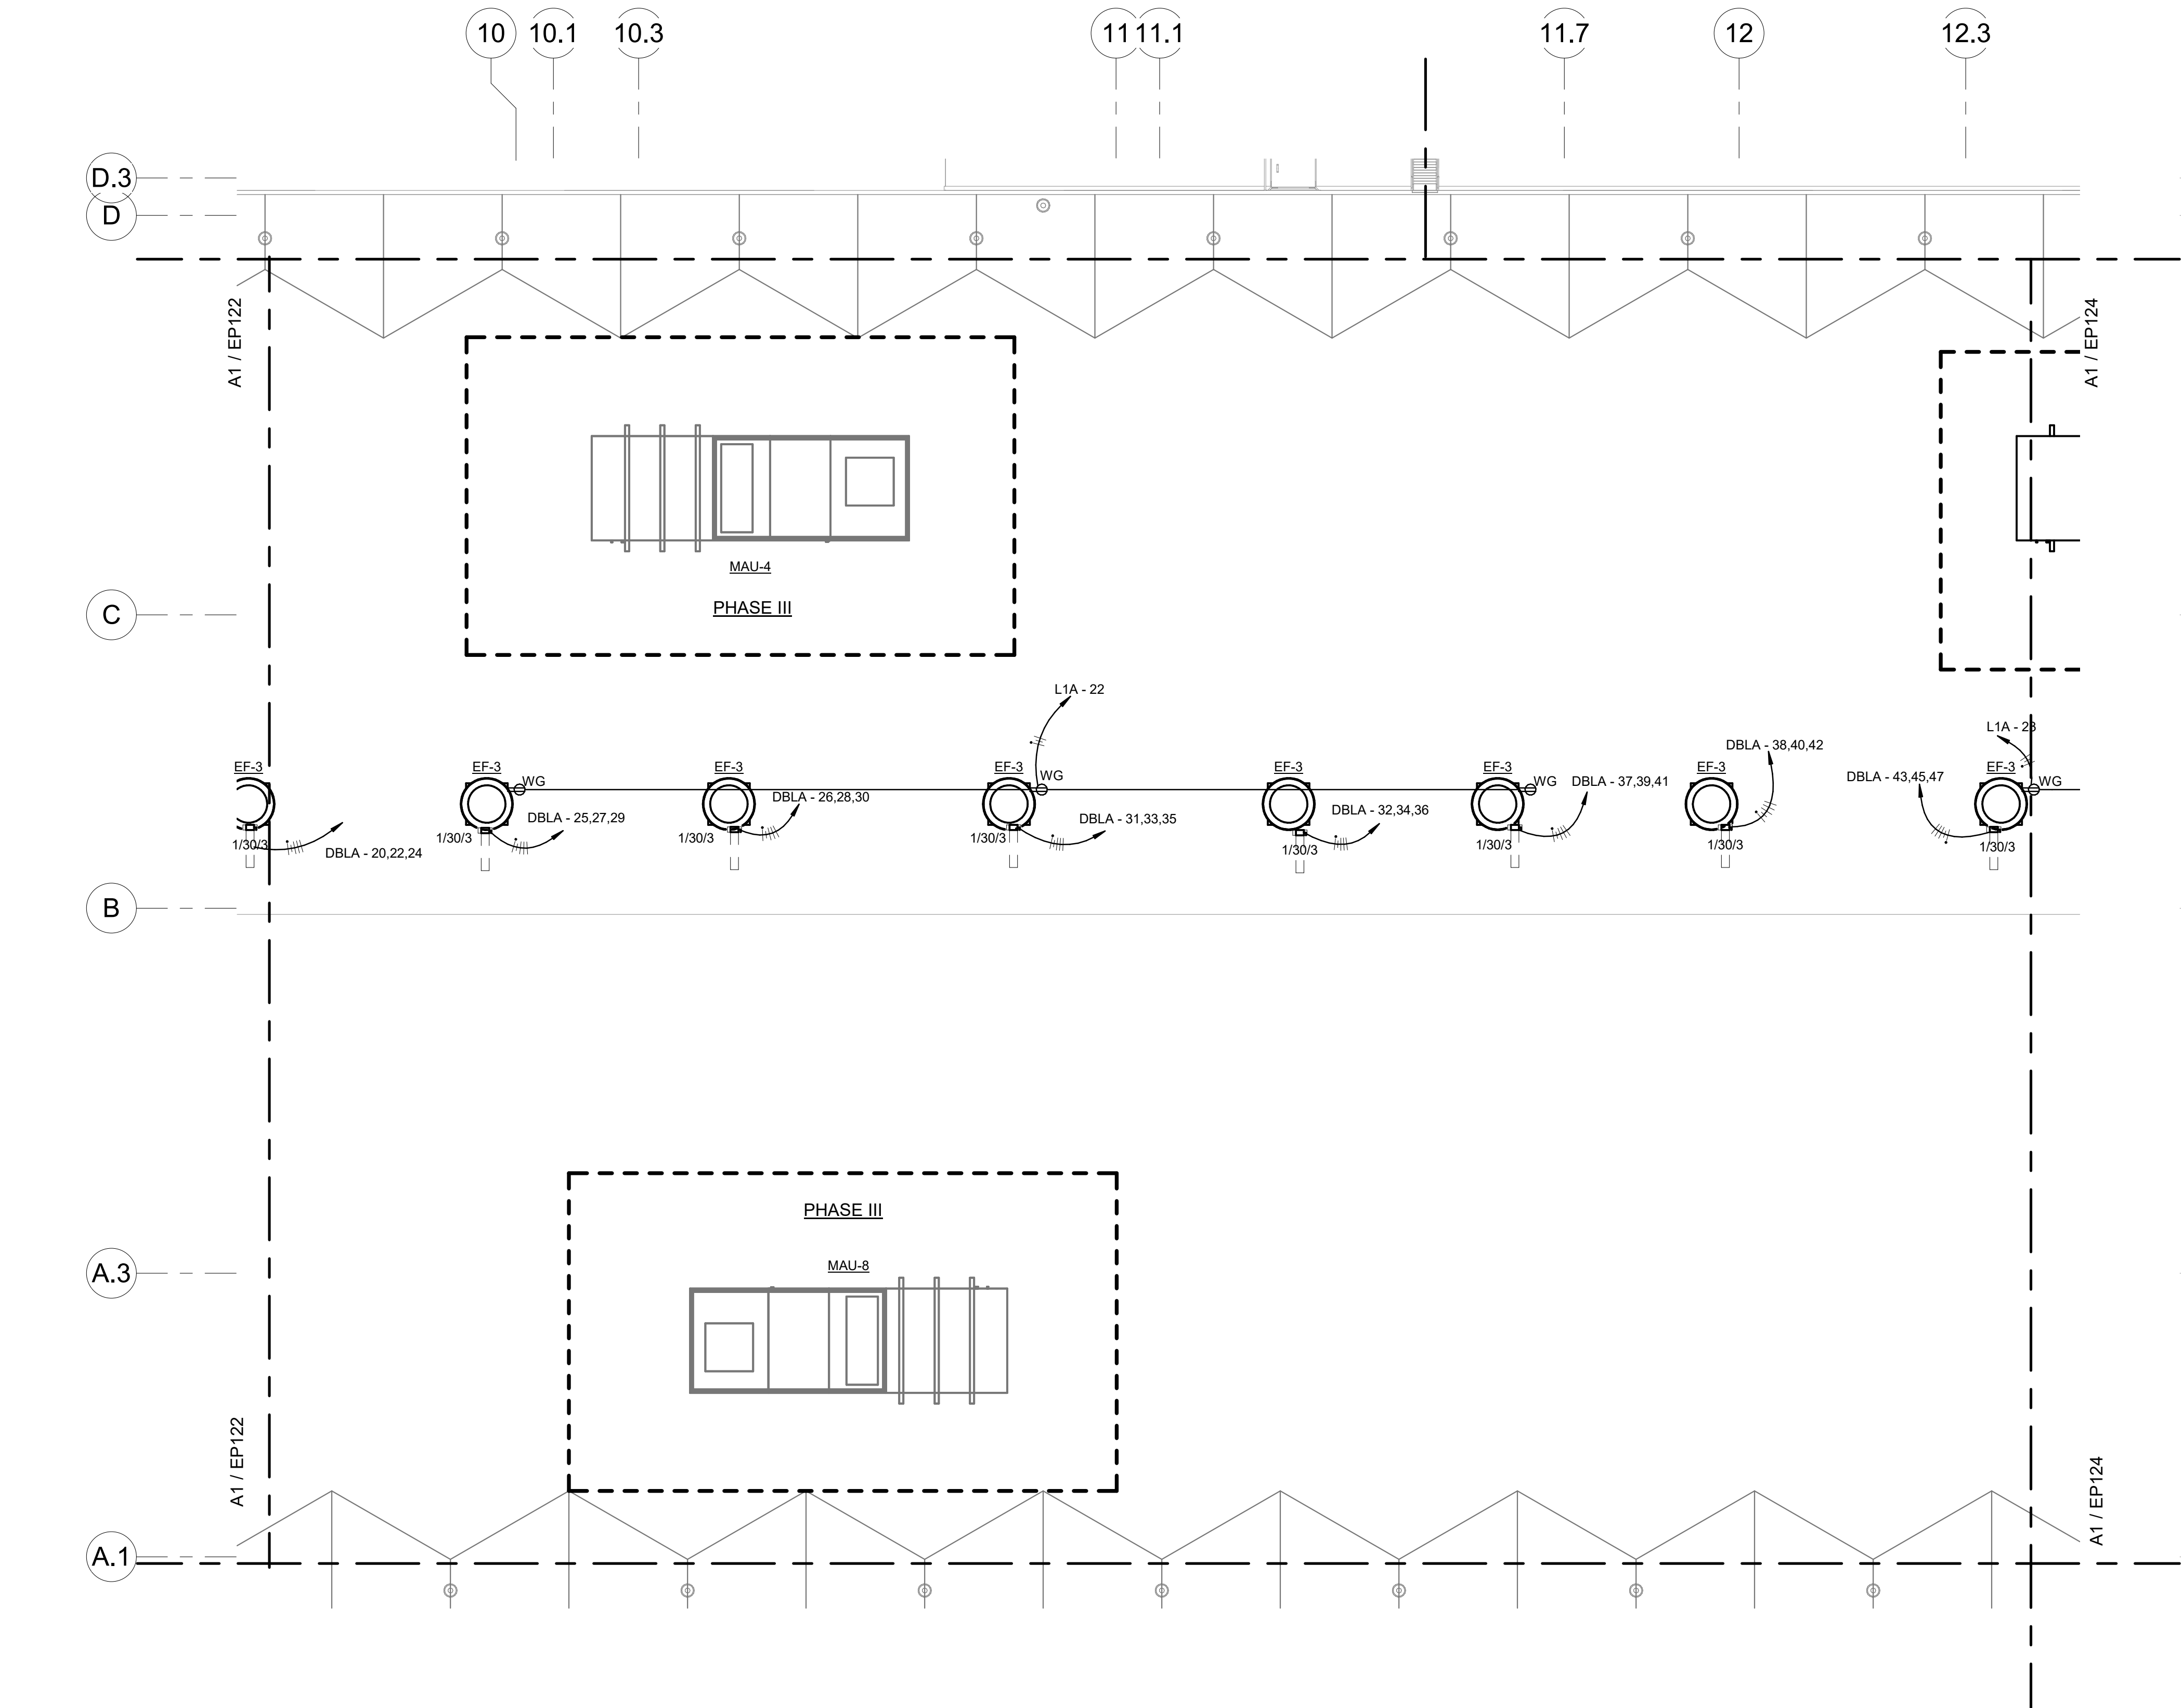 10
10.1
10.3
11
11.1
11.7
12
12.3
D.3
D
A1 / EP122
A1 / EP124
MAU-4
PHASE III
C
L1A - 22
L1A - 23
DBLA - 38,40,42
EF-3
EF-3
EF-3
EF-3
EF-3
EF-3
EF-3
EF-3
WG
WG
WG
WG
DBLA - 37,39,41
DBLA - 43,45,47
DBLA - 26,28,30
DBLA - 32,34,36
DBLA - 25,27,29
DBLA - 31,33,35
1/30/3
1/30/3
1/30/3
1/30/3
1/30/3
1/30/3
1/30/3
1/30/3
DBLA - 20,22,24
B
PHASE III
MAU-8
A.3
A1 / EP122
A1 / EP124
A.1